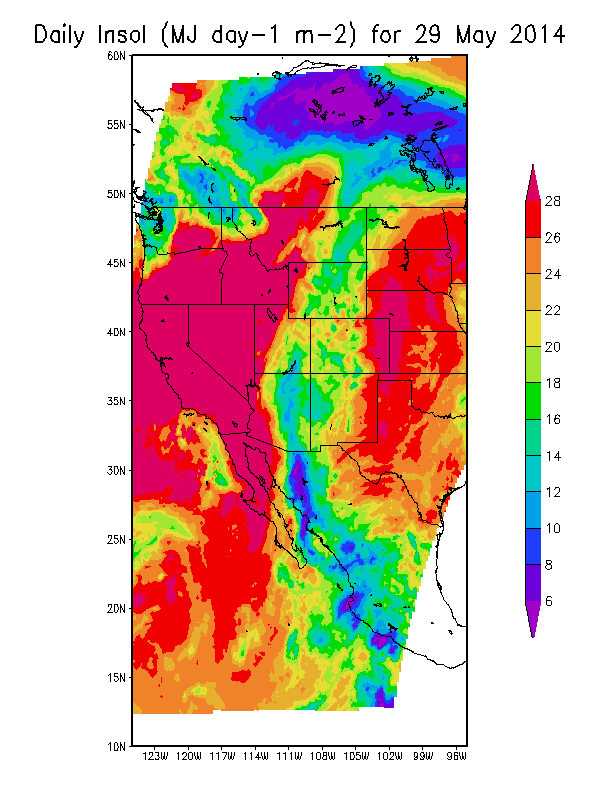 Daily Insol (MJ day-1 m-2) for 29 May 2014
60N
55N
50N
45N
40N
35N
30N
25N
20N
15N
10N
123W 120W 117W 114W 111W 108W 105W 102W 99W 96W
28
26
24
22
20
18
16
14
12
10
8
6